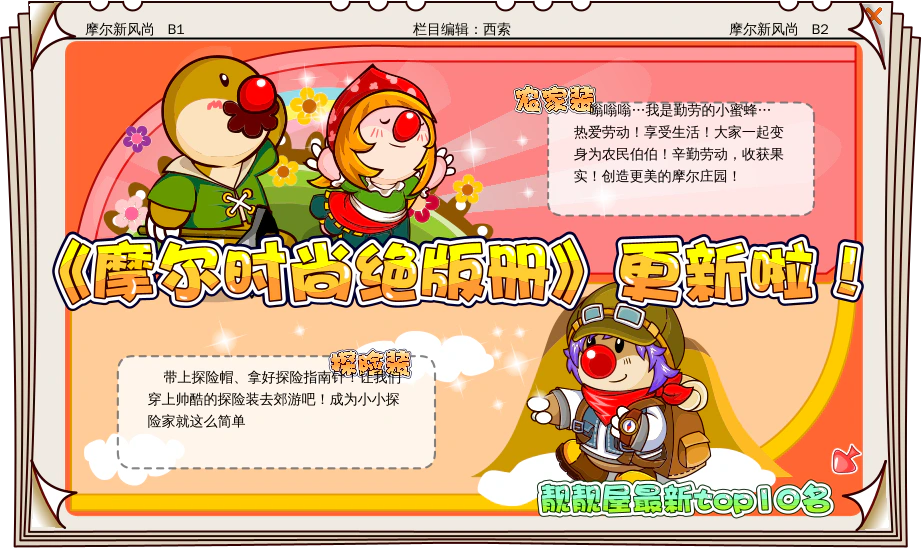 摩尔新风尚 B1
栏目编辑：西索
摩尔新风尚 B2
农家装
嗡嗡嗡…我是勤劳的小蜜蜂…
热爱劳动！享受生活！大家一起变
身为农民伯伯！辛勤劳动，收获果
实！创造更美的摩尔庄园！
《摩尔时尚绝版册》更新啦！
探险装
带上探险帽、拿好探险指南针！让我们
穿上帅酷的探险装去郊游吧！成为小小探
险家就这么简单
靓靓屋最新top10名